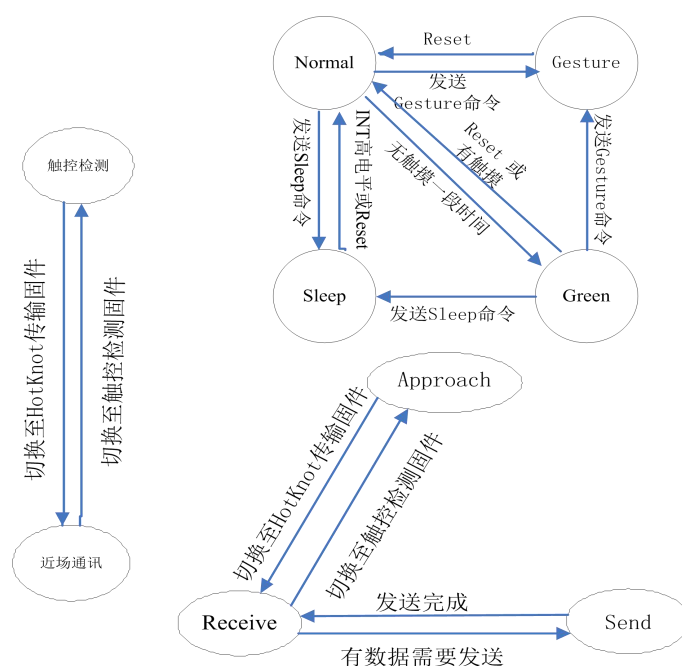 Reset
Normal
Gesture
发送
Gesture命令
Reset 或
有触摸
发送Sleep命令
INT高电平或Reset
无触摸一段时间
发送Gesture命令
触控检测
Sleep
Green
发送Sleep命令
切换至HotKnot传输固件
切换至触控检测固件
Approach
切换至HotKnot传输固件
切换至触控检测固件
近场通讯
发送完成
Receive
Send
有数据需要发送